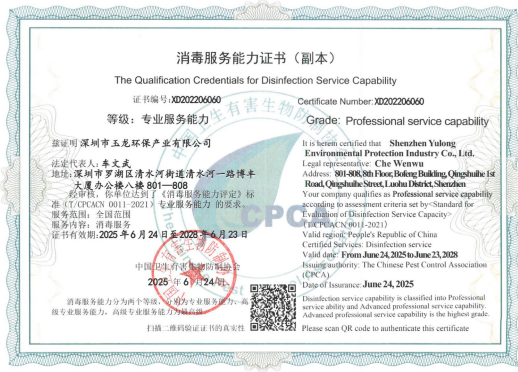 消毒服务能力证书（副本）
The Qualification Credentials for Disinfection Service Capability
证书编号:XD202206060
等级：专业服务能力
兹证明深圳市玉龙环保产业有限公司
法定代表人:车文武
地址:深圳市罗湖区清水河街道清水河一路博丰
大厦办公楼八楼801—808
经审核，你单位达到了《消毒服务能力评定》标
准（T/CPCACN 0011-2021）专业服务能力 的要求。
服务范围: 全国范围
服务内容: 消毒服务
证书有效期:2025年6月24日至2028年6月23日
中国卫生有害生物防制协会
2025 年 6 月 24 日
消毒服务能力分为两个等级，分别为专业服务能力、高
级专业服务能力，高级专业服务能力为最高级
扫描二维码验证证书的真实性
Certificate Number:XD202206060
Grade: Professional service capability
It is herein certified that Shenzhen Yulong
Environmental Protection Industry Co., Ltd.
Legal representative: Che Wenwu
Address: 801-808,8th Floor, Bofeng Building, Qingshuihe 1st
Road, Qingshuihe Street, Luohu District, Shenzhen
Your company qualifies as Professional service capability
according to assessment criteria set by<Standard for
Evaluation of Disinfection Service Capacity>
(T/CPCACN 0011-2021)
Valid region: People's Republic of China
Certified Services: Disinfection service
Valid date: From June 24, 2025 to June 23, 2028
Issuing authority: The Chinese Pest Control Association
(CPCA)
Date of Issurance: June 24, 2025
Disinfection service capability is classified into Professional
service ability and Advanced professional service capability.
Advanced professional service capability is the highest grade.
Please scan QR code to authenticate this certificate
CPCA